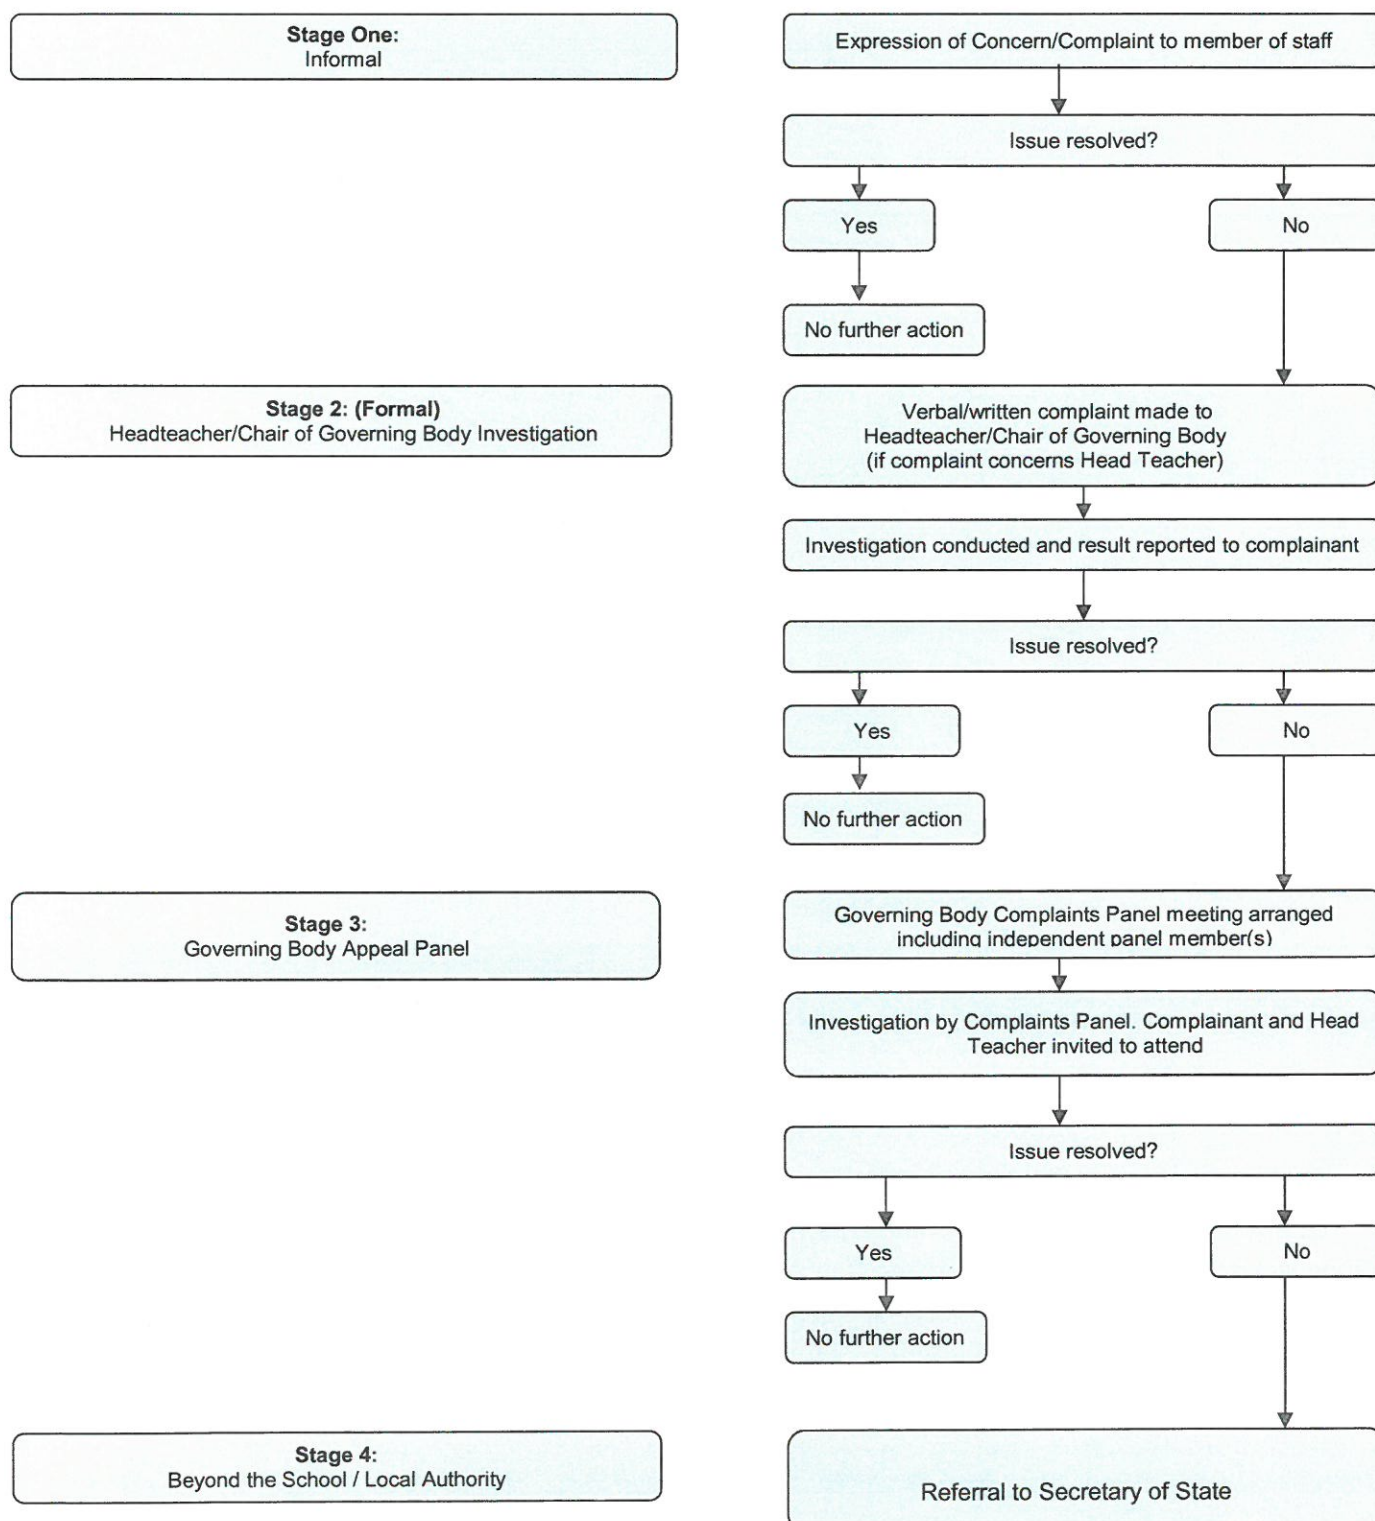 Stage One:
Informal
Expression of Concern/Complaint to member of staff
Issue resolved?
Yes
No
No further action
Stage 2: (Formal)
Headteacher/Chair of Governing Body Investigation
Verbal/written complaint made to
Headteacher/Chair of Governing Body
(if complaint concerns Head Teacher)
Investigation conducted and result reported to complainant
Issue resolved?
Yes
No
No further action
Stage 3:
Governing Body Appeal Panel
Governing Body Complaints Panel meeting arranged
including independent panel member(s)
Investigation by Complaints Panel. Complainant and Head
Teacher invited to attend
Issue resolved?
Yes
No
No further action
Stage 4:
Beyond the School / Local Authority
Referral to Secretary of State